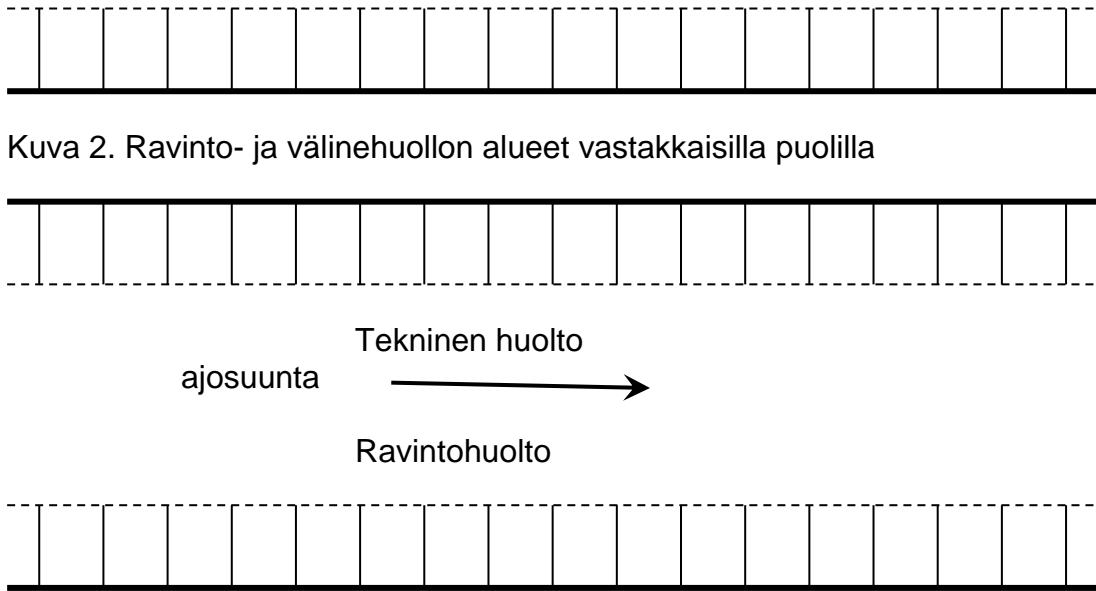 Kuva 2. Ravinto- ja välinehuollon alueet vastakkaisilla puolilla
Tekninen huolto
ajosuunta
Ravintohuolto